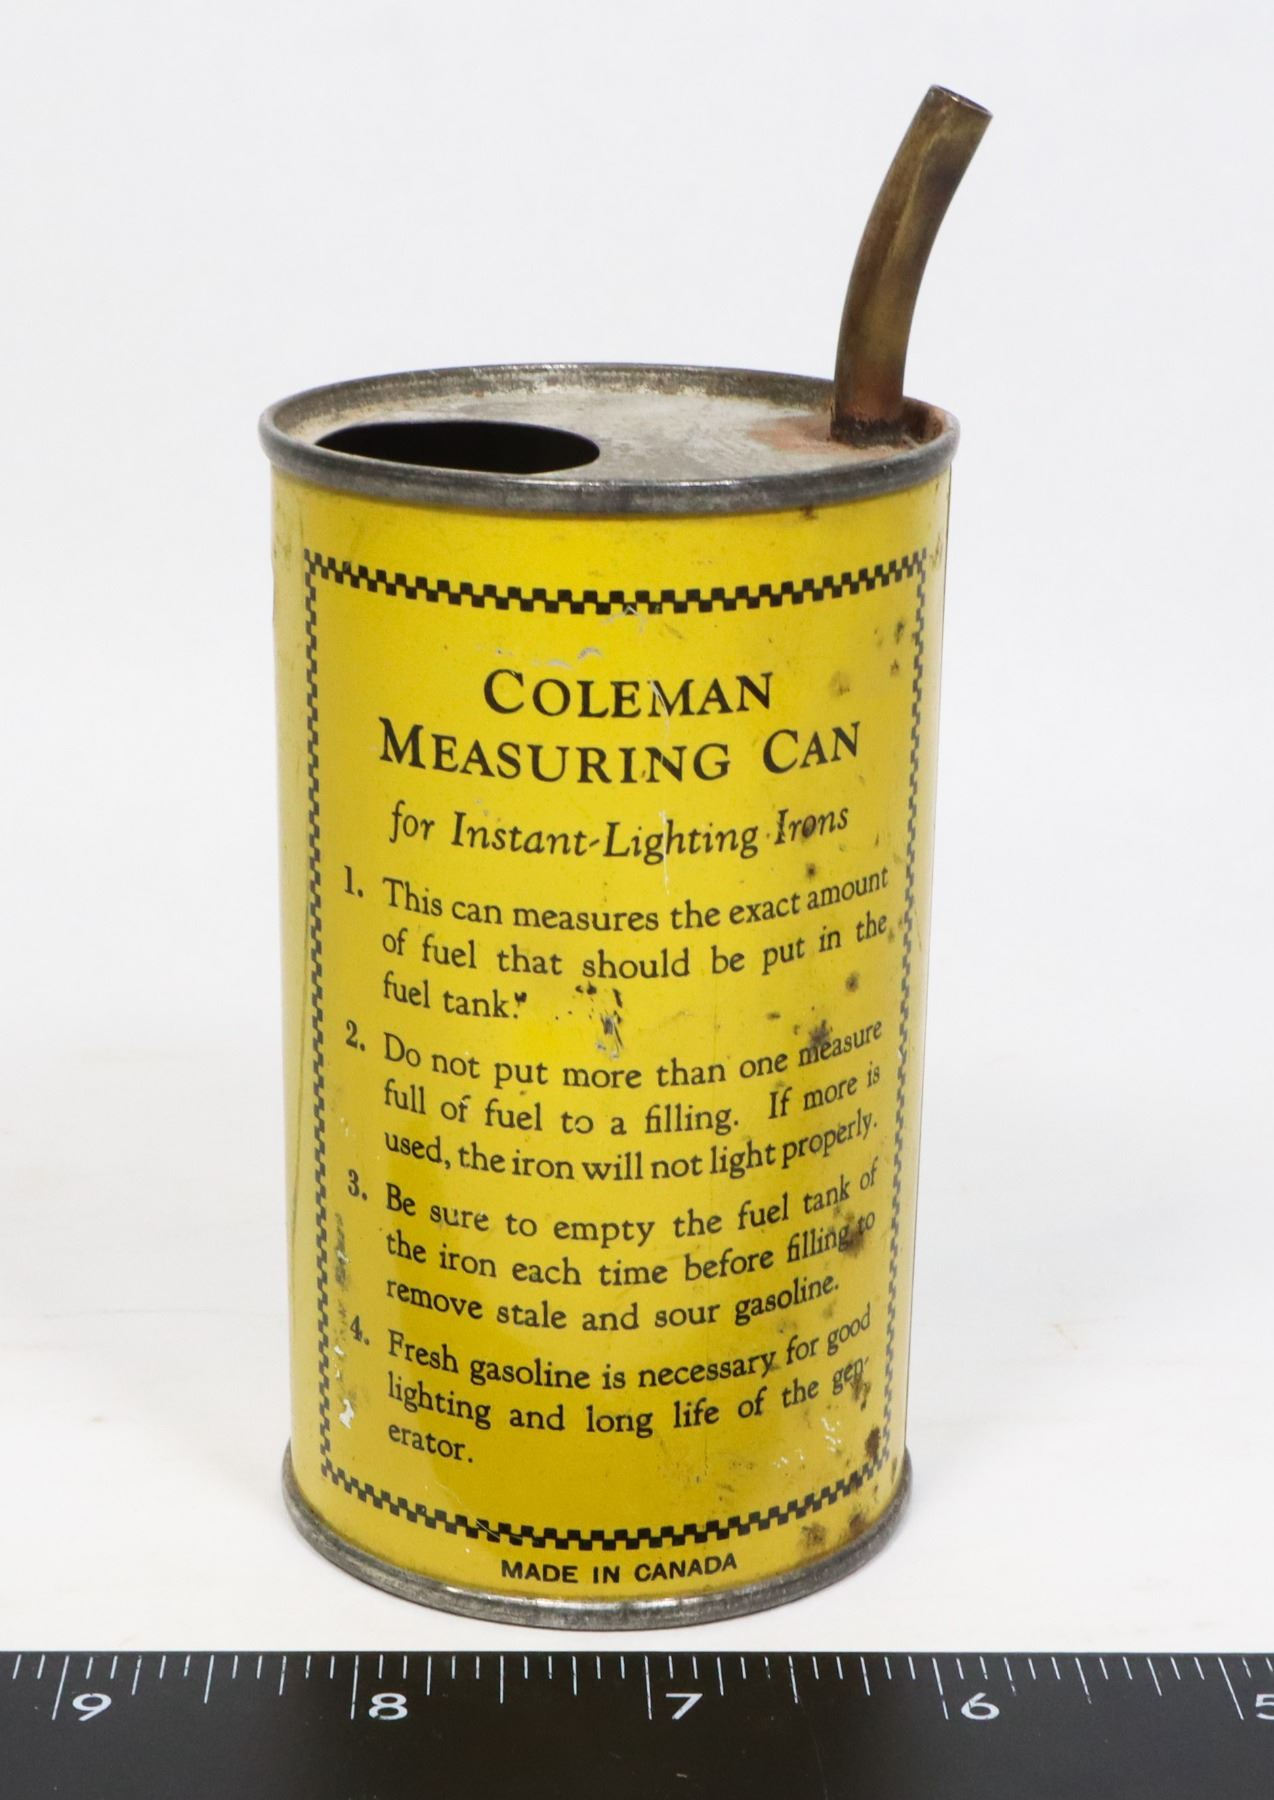 COLEMAN
MEASURING CAN
for Instant-Lighting Irons
1. This can measures the exact amount
of fuel that should be put in the
fuel tank.
2. Do not put more than one measure
full of fuel to a filling. If more is
used, the iron will not light properly.
3. Be sure to empty the fuel tank of
the iron each time before filling to
remove stale and sour gasoline.
4. Fresh gasoline is necessary for good
lighting and long life of the gen-
erator.
MADE IN CANADA
9 8 7 6 5